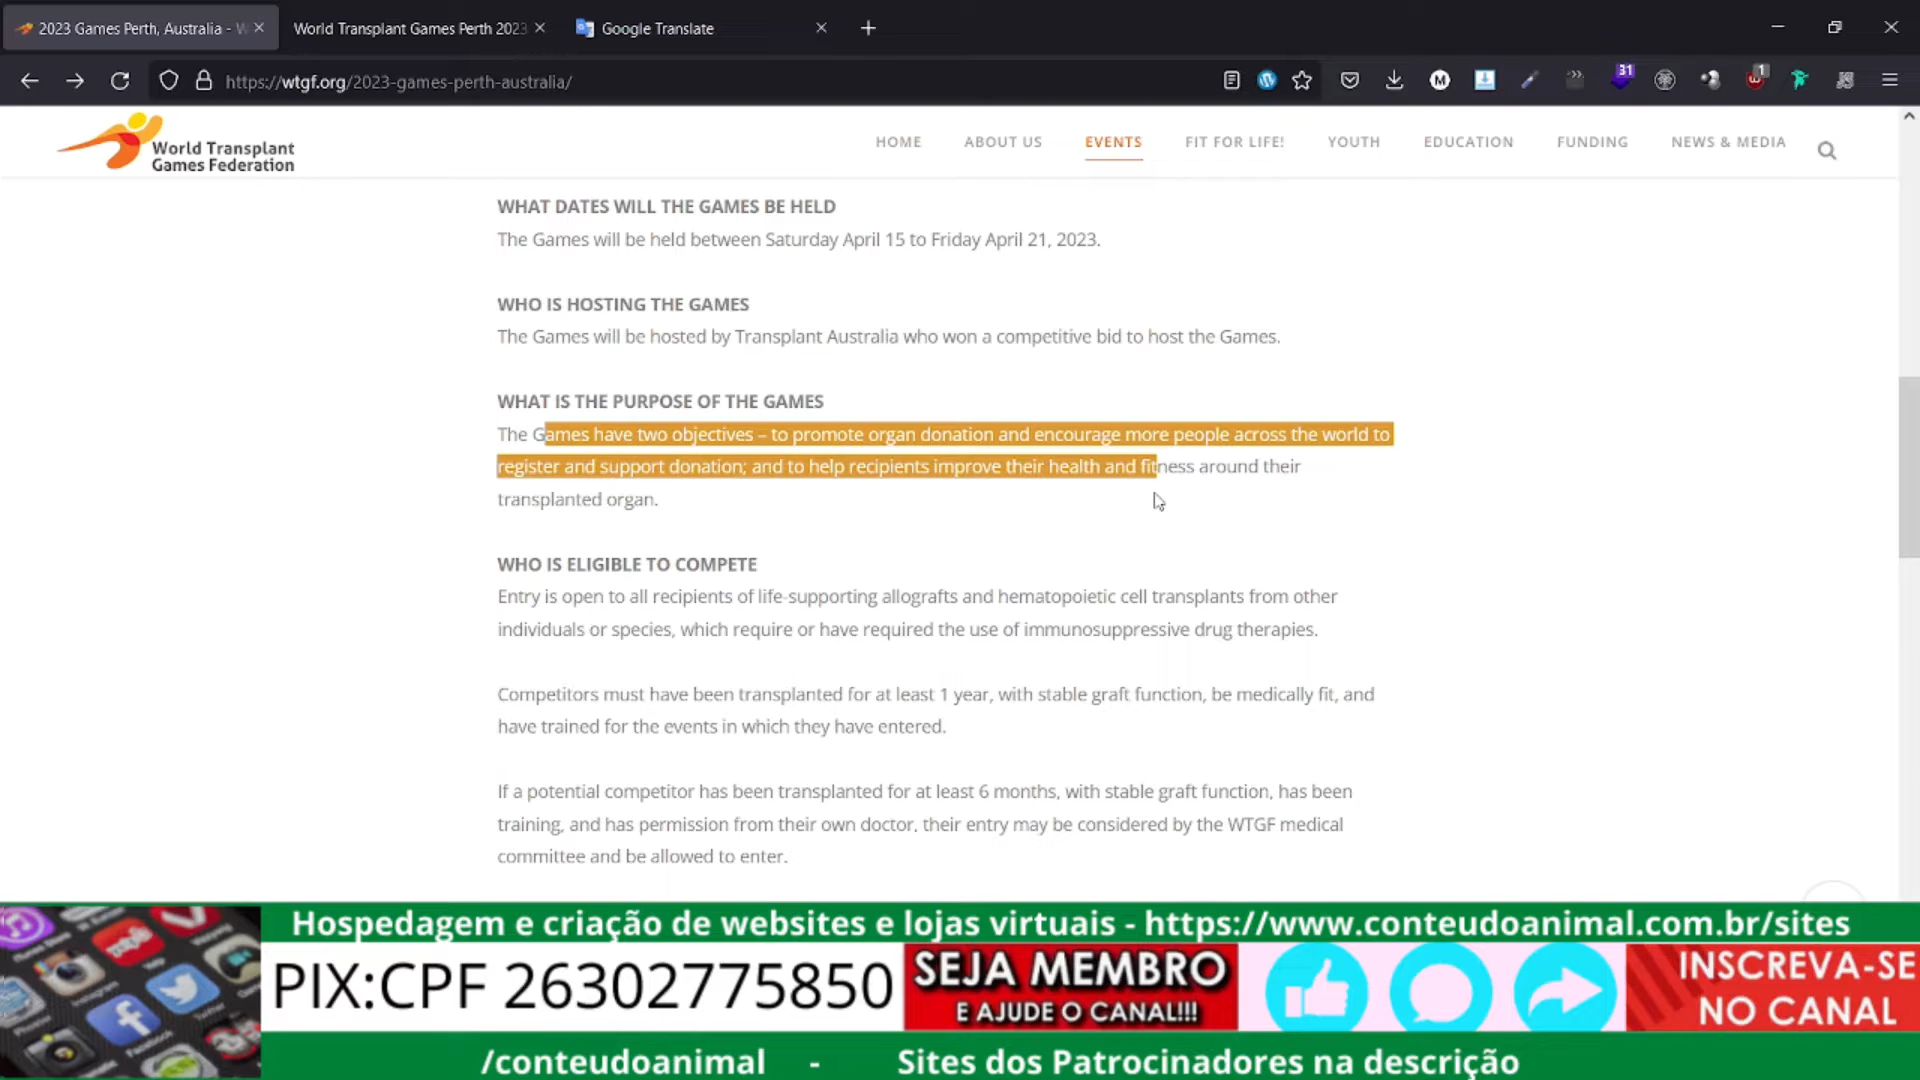 2023 Games Perth, Australia - W
World Transplant Games Perth 2023
Google Translate
https://wtgf.org/2023-games-perth-australia/
31
1
World Transplant
Games Federation
HOME
ABOUT US
EVENTS
FIT FOR LIFE!
YOUTH
EDUCATION
FUNDING
NEWS & MEDIA
WHAT DATES WILL THE GAMES BE HELD
The Games will be held between Saturday April 15 to Friday April 21, 2023.
WHO IS HOSTING THE GAMES
The Games will be hosted by Transplant Australia who won a competitive bid to host the Games.
WHAT IS THE PURPOSE OF THE GAMES
The Games have two objectives – to promote organ donation and encourage more people across the world to
register and support donation; and to help recipients improve their health and fitness around their
transplanted organ.
WHO IS ELIGIBLE TO COMPETE
Entry is open to all recipients of life-supporting allografts and hematopoietic cell transplants from other
individuals or species, which require or have required the use of immunosuppressive drug therapies.
Competitors must have been transplanted for at least 1 year, with stable graft function, be medically fit, and
have trained for the events in which they have entered.
If a potential competitor has been transplanted for at least 6 months, with stable graft function, has been
training, and has permission from their own doctor, their entry may be considered by the WTGF medical
committee and be allowed to enter.
Hospedagem e criação de websites e lojas virtuais - https://www.conteudoanimal.com.br/sites
PIX:CPF 26302775850
SEJA MEMBRO
E AJUDE O CANAL!!!
INSCREVA-SE
NO CANAL
/conteudoanimal - Sites dos Patrocinadores na descrição